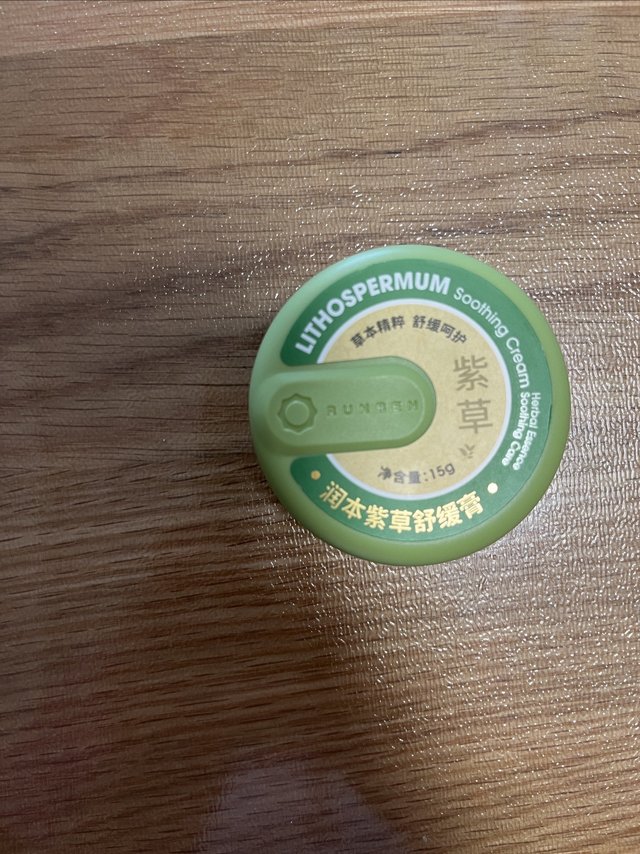 LITHOSPERMUM Soothing Cream
Herbal Essence
Soothing Care
草本精粹 舒缓呵护
紫草
RUNBEN
净含量:15g
润本紫草舒缓膏